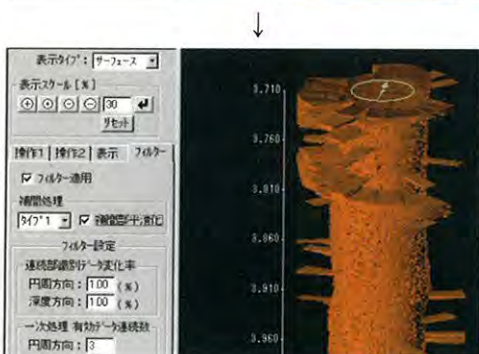 ↓
表示タイプ： サーフェース
表示スケール [％]
30
リセット
操作1 操作2 表示 フィルター
フィルター適用
補間処理
タイプ1 補間部平滑化
フィルター設定
連続部識別データ変化率
円周方向： 100 (％)
深度方向： 100 (％)
一次処理 有効データ連続数
円周方向： 3
3.710
3.760
3.810
3.860
3.910
3.960